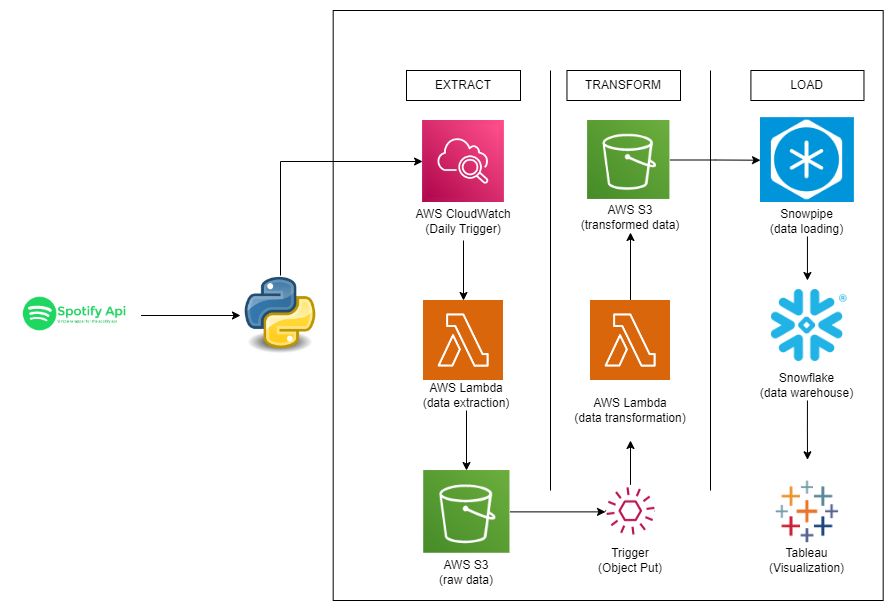 EXTRACT
TRANSFORM
LOAD
AWS CloudWatch
(Daily Trigger)
AWS S3
(transformed data)
Snowpipe
(data loading)
Spotify Api
AWS Lambda
(data extraction)
AWS Lambda
(data transformation)
Snowflake
(data warehouse)
AWS S3
(raw data)
Trigger
(Object Put)
Tableau
(Visualization)